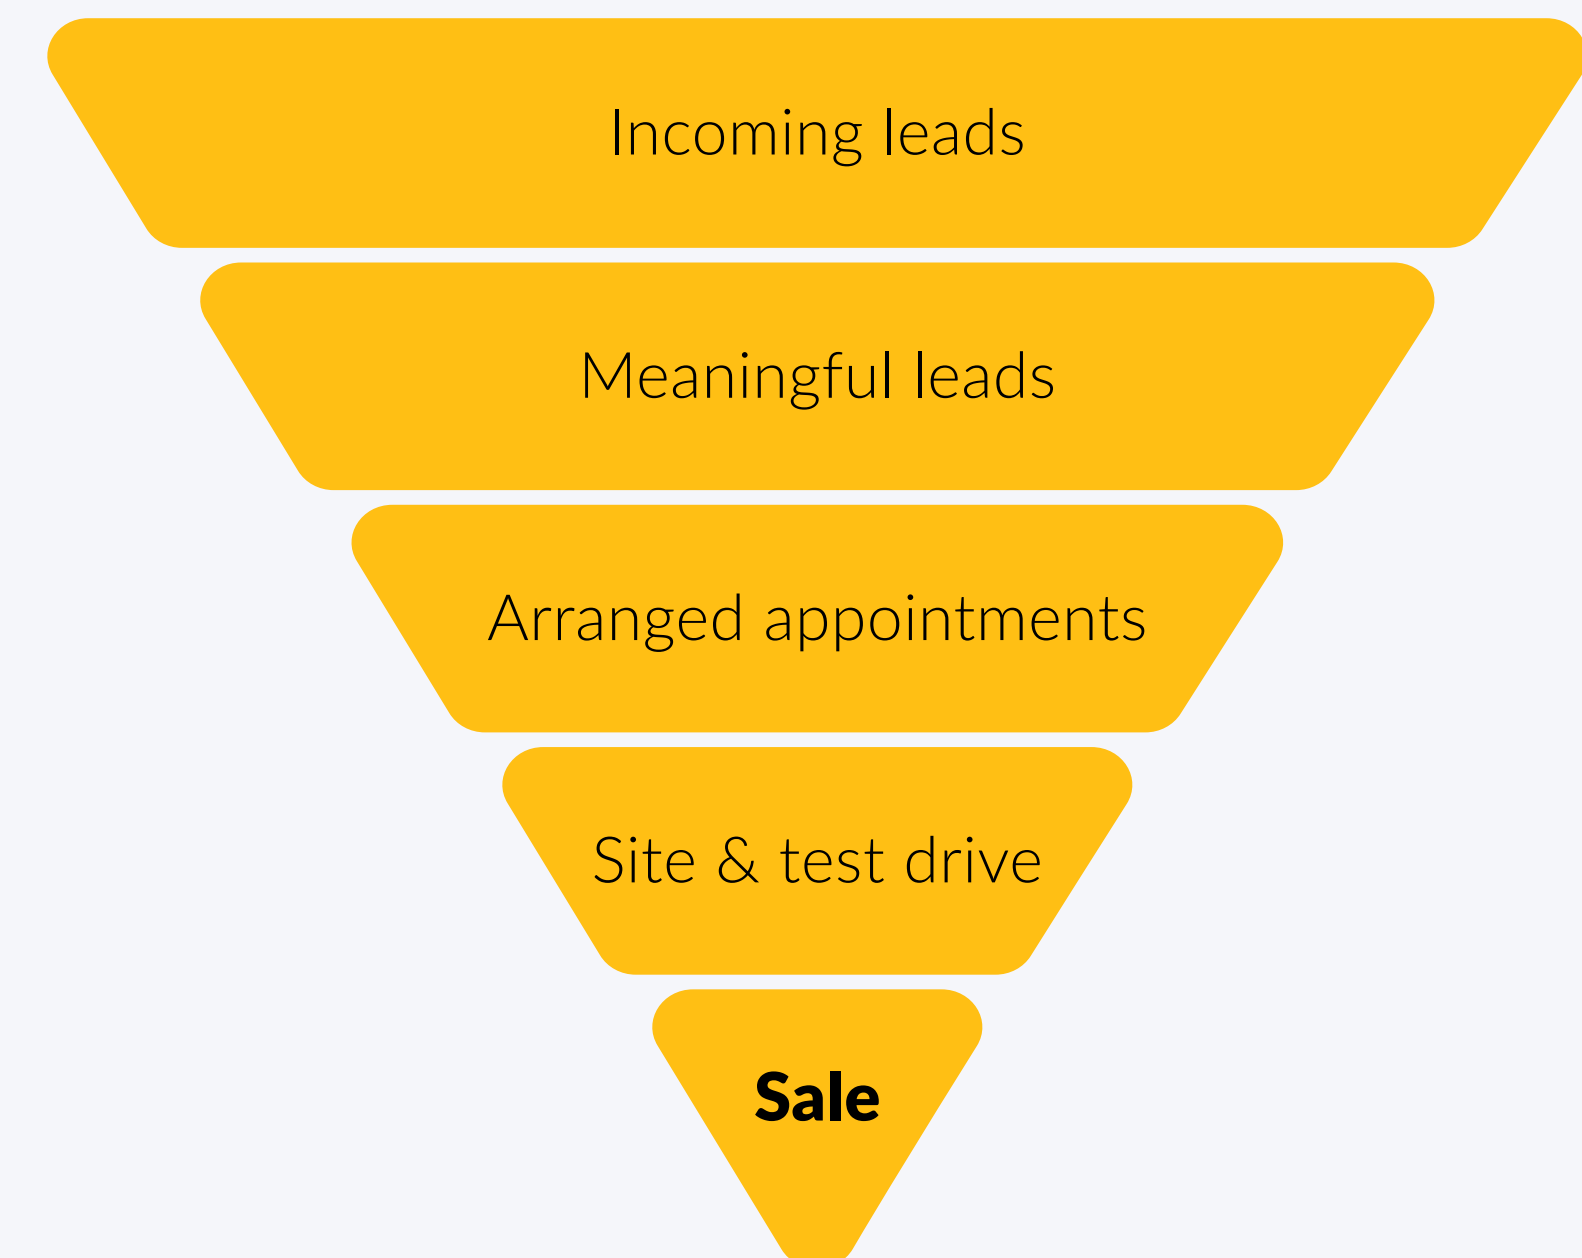 Incoming leads
Meaningful leads
Arranged appointments
Site & test drive
Sale